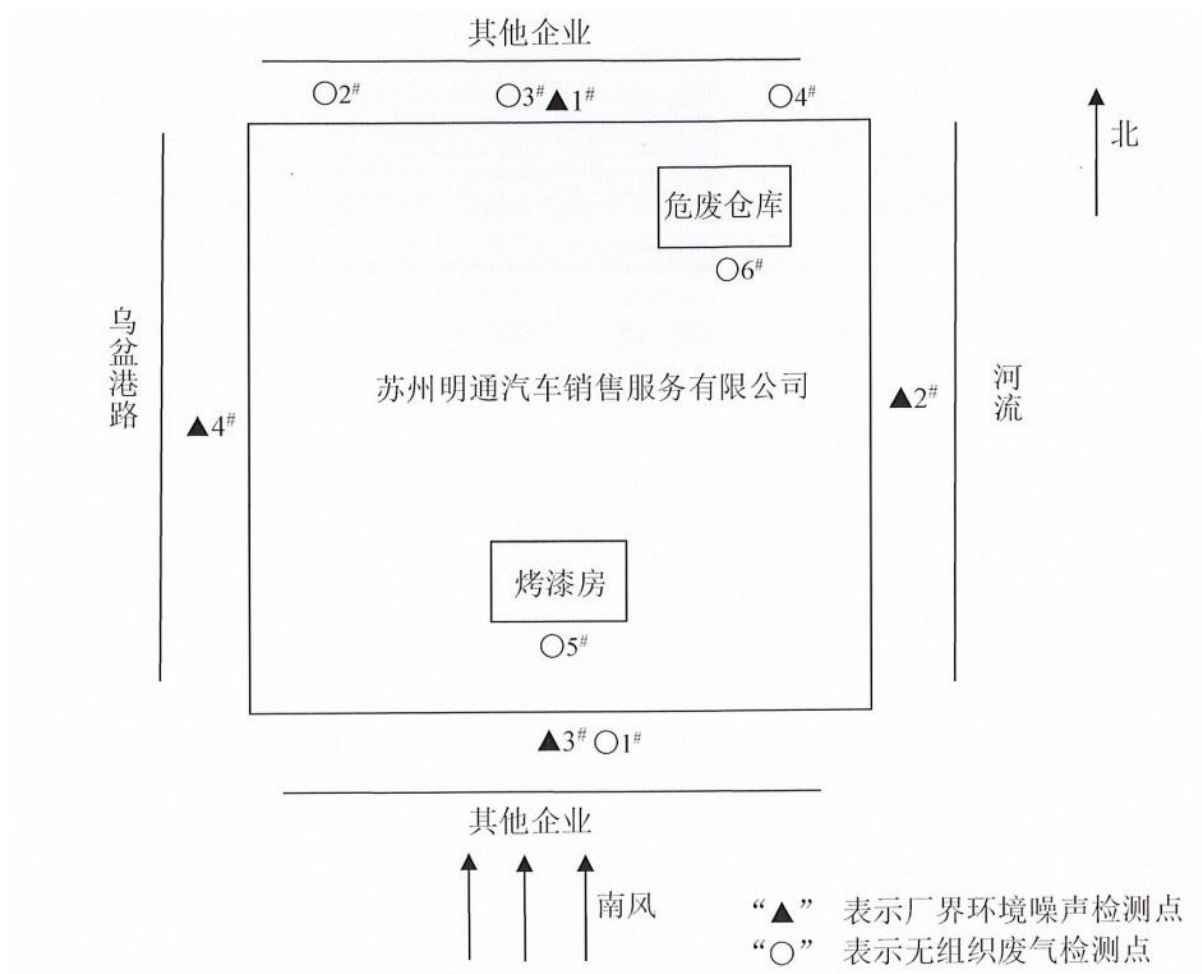 其他企业
○2# ○3# ▲1# ○4#
北
危废仓库
○6#
乌盆港路
苏州明通汽车销售服务有限公司
河流
▲2#
▲4#
烤漆房
○5#
▲3# ○1#
其他企业
南风
“▲” 表示厂界环境噪声检测点
“○” 表示无组织废气检测点